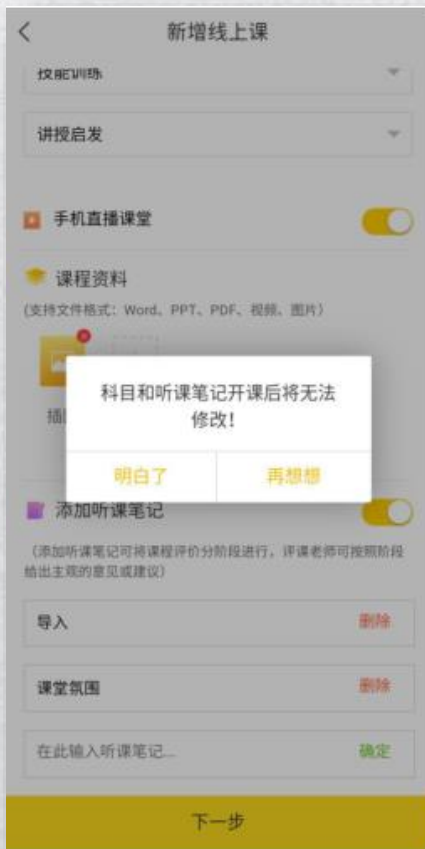 新增线上课
技能训练
讲授启发
手机直播课堂
课程资料
(支持文件格式：Word、PPT、PDF、视频、图片)
科目和听课笔记开课后将无法
修改！
插
明白了
再想想
添加听课笔记
（添加听课笔记可将课程评价分阶段进行，评课老师可按照阶段
给出主观的意见或建议）
导入
删除
课堂氛围
删除
在此输入听课笔记...
确定
下一步